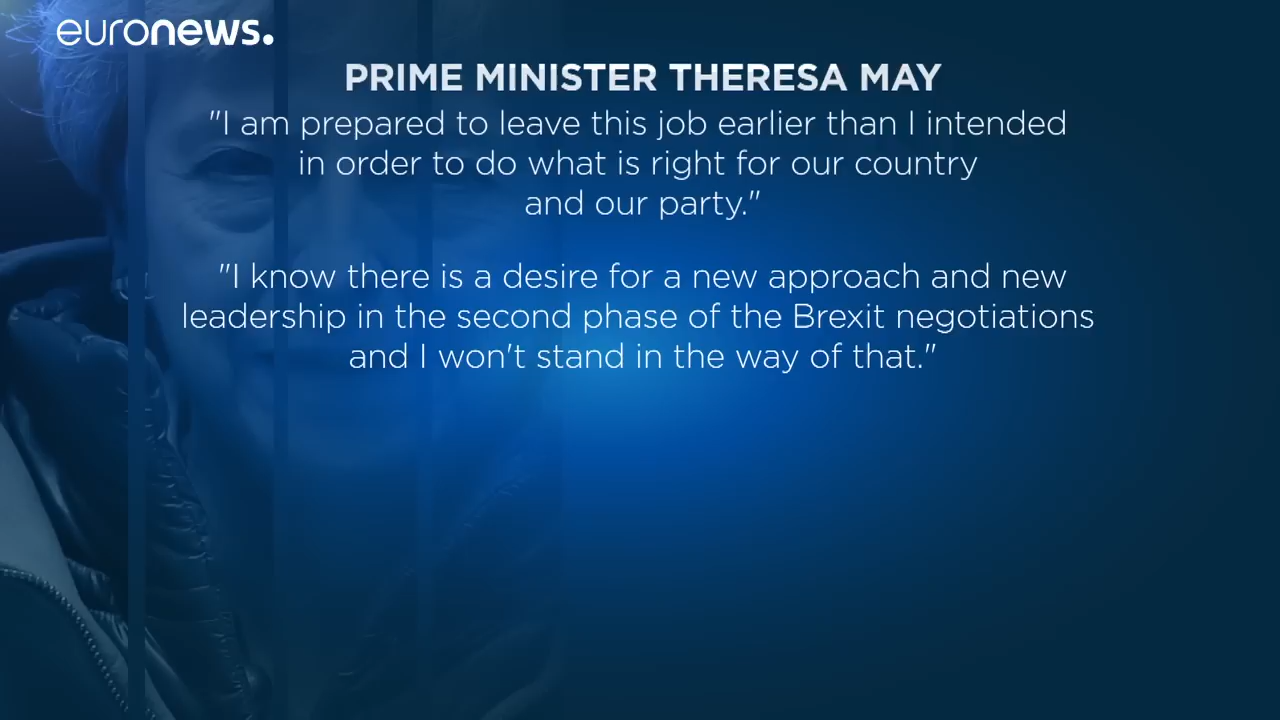 euronews.
PRIME MINISTER THERESA MAY
"I am prepared to leave this job earlier than I intended
in order to do what is right for our country
and our party."
"I know there is a desire for a new approach and new
leadership in the second phase of the Brexit negotiations
and I won't stand in the way of that."